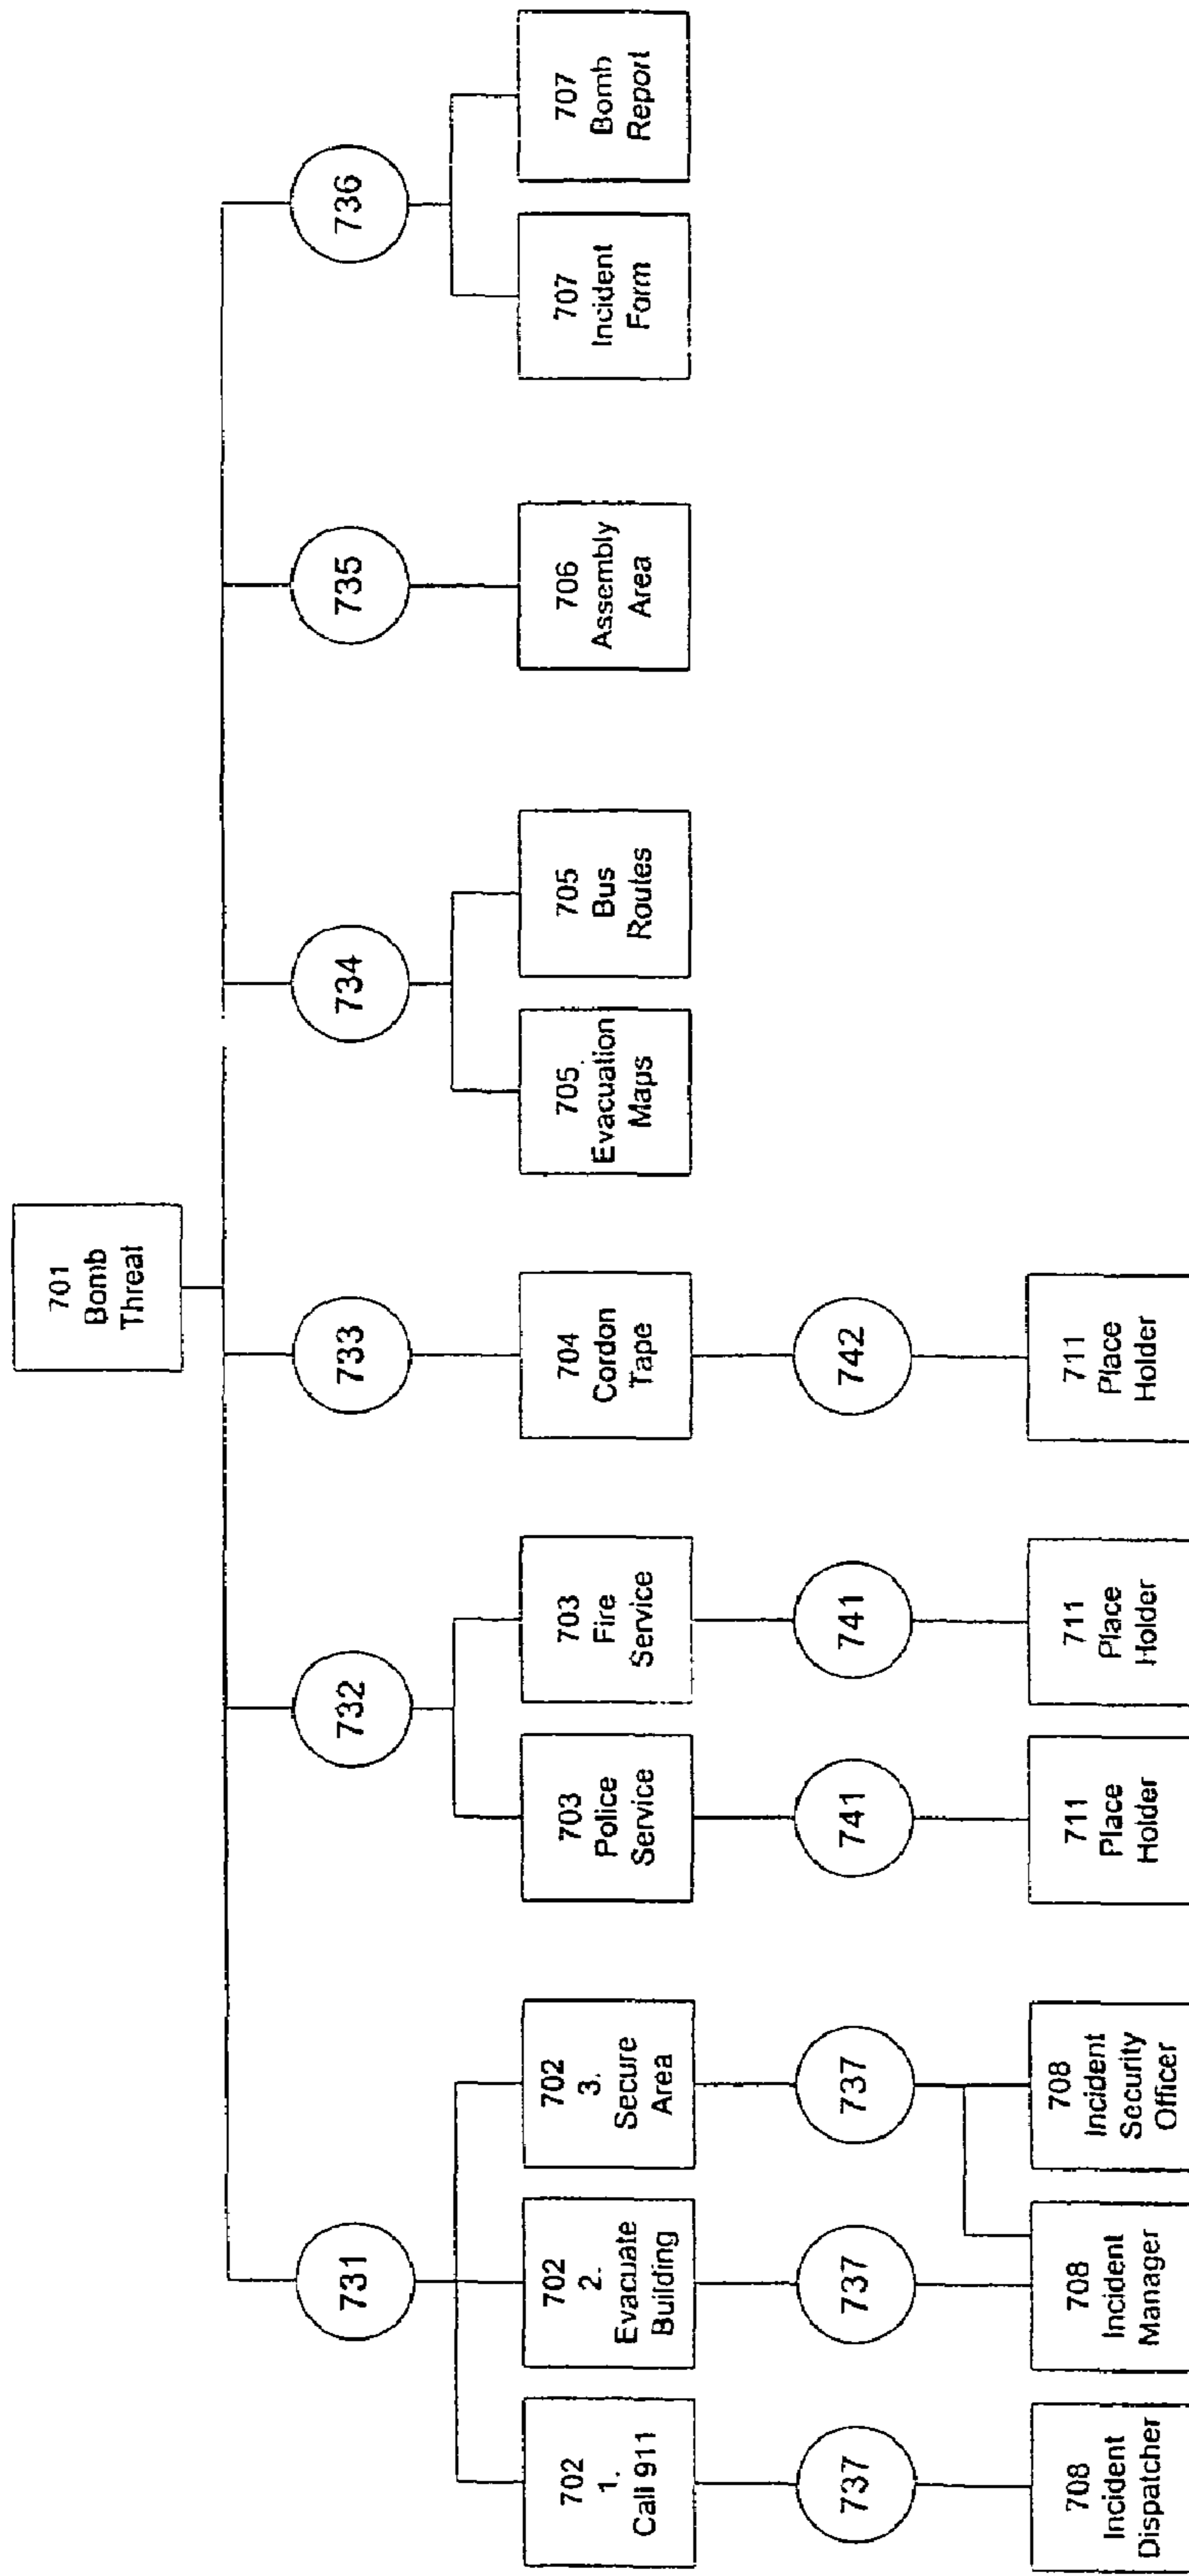 701
Bomb
Threat
731
732
733
734
735
736
702
1.
Call 911
702
2.
Evacuate
Building
702
3.
Secure
Area
703
Police
Service
703
Fire
Service
704
Cordon
Tape
705.
Evacuation
Maps
705
Bus
Routes
706
Assembly
Area
707
Incident
Form
707
Bomb
Report
737
737
737
741
741
742
708
Incident
Dispatcher
708
Incident
Manager
708
Incident
Security
Officer
711
Place
Holder
711
Place
Holder
711
Place
Holder